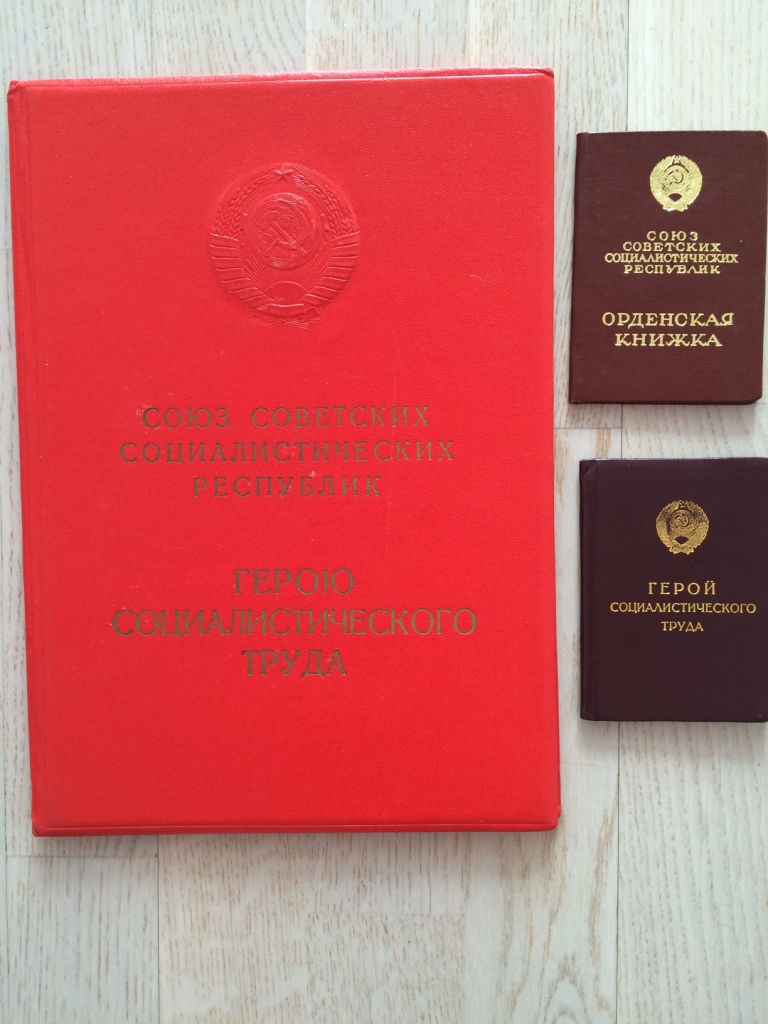 СОЮЗ СОВЕТСКИХ
СОЦИАЛИСТИЧЕСКИХ
РЕСПУБЛИК
ГЕРОЮ
СОЦИАЛИСТИЧЕСКОГО
ТРУДА
СОЮЗ
СОВЕТСКИХ
СОЦИАЛИСТИЧЕСКИХ
РЕСПУБЛИК
ОРДЕНСКАЯ
КНИЖКА
ГЕРОЙ
СОЦИАЛИСТИЧЕСКОГО
ТРУДА